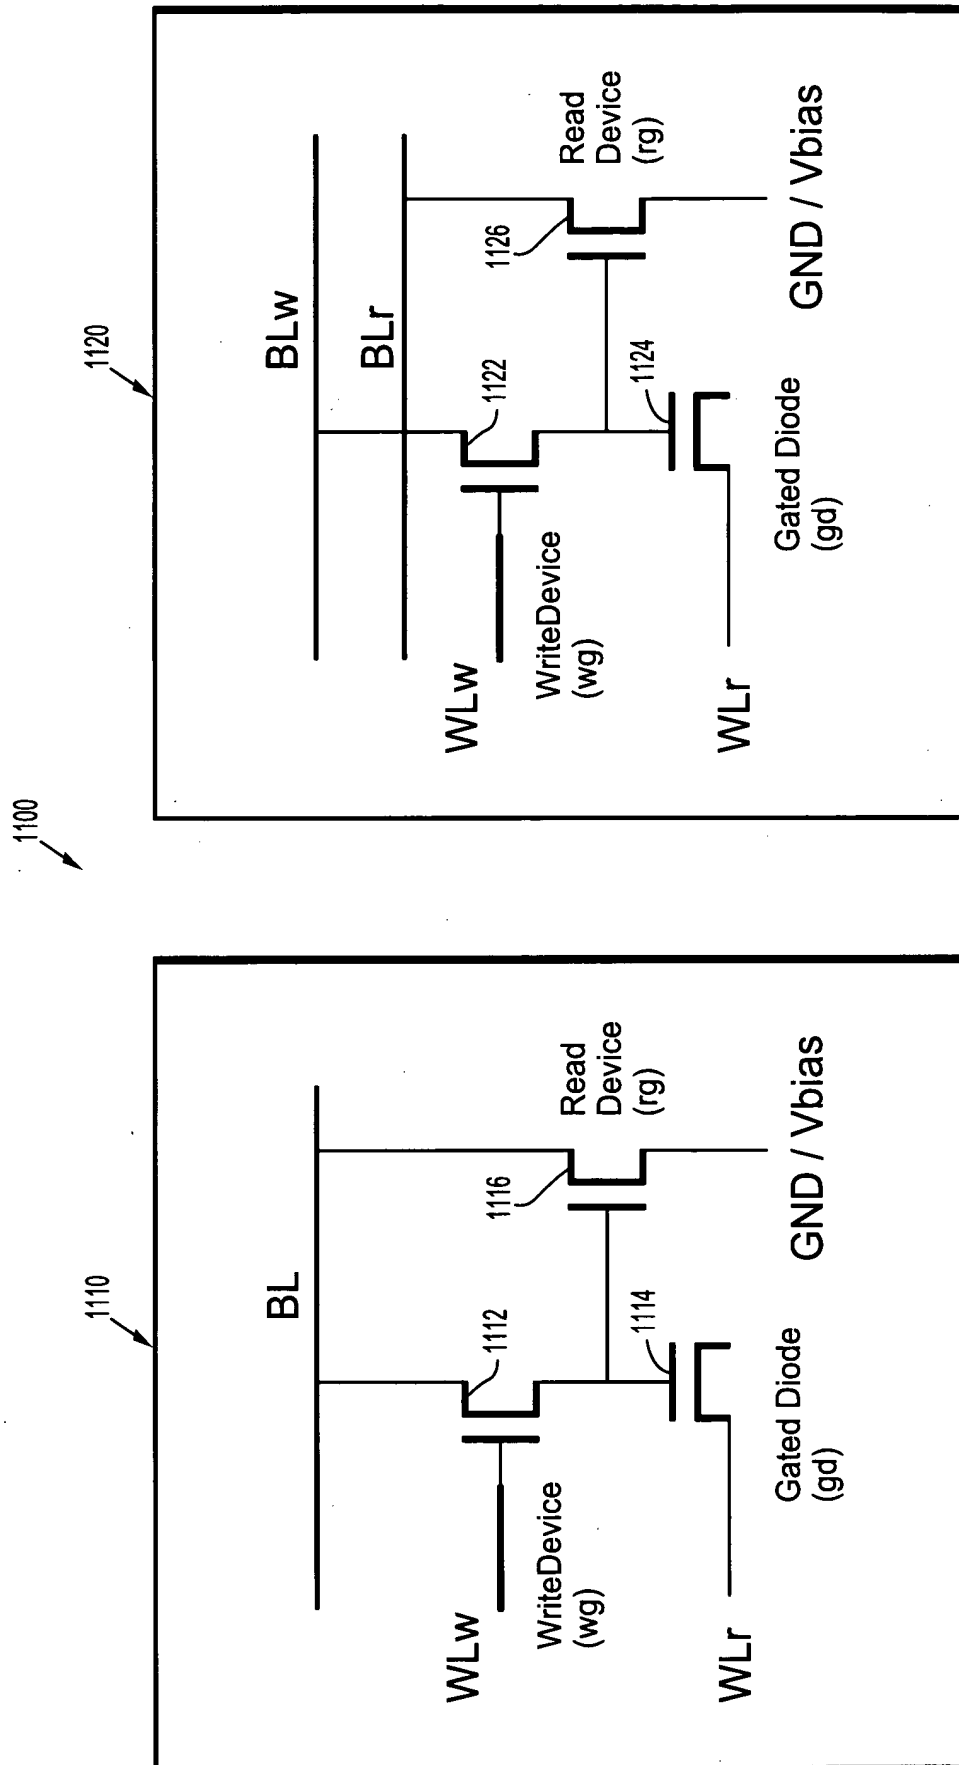 1100
1110
BL
1112
1116
Read
Device
(rg)
WLw
WriteDevice
(wg)
1114
WLr
Gated Diode
(gd)
GND / Vbias
1120
BLw
BLr
1122
1126
Read
Device
(rg)
WLw
WriteDevice
(wg)
1124
WLr
Gated Diode
(gd)
GND / Vbias